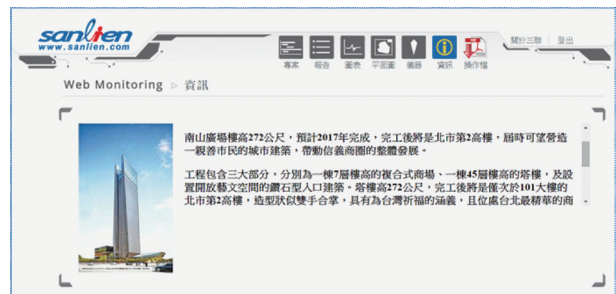 sanlien
www.sanlien.com
關於三聯 登出
專案 報告 圖表 平面圖 儀器 資訊 操作檔
Web Monitoring ▷ 資訊
南山廣場樓高272公尺，預計2017年完成，完工後將是北市第2高樓，屆時可望營造
一親善市民的城市建築，帶動信義商圈的整體發展。
工程包含三大部分，分別為一棟7層樓高的複合式商場、一棟45層樓高的塔樓，及設
置開放藝文空間的鑽石型入口建築。塔樓高272公尺，完工後將是僅次於101大樓的
北市第2高樓，造型狀似雙手合掌，具有為台灣祈福的涵義，且位處台北最精華的商